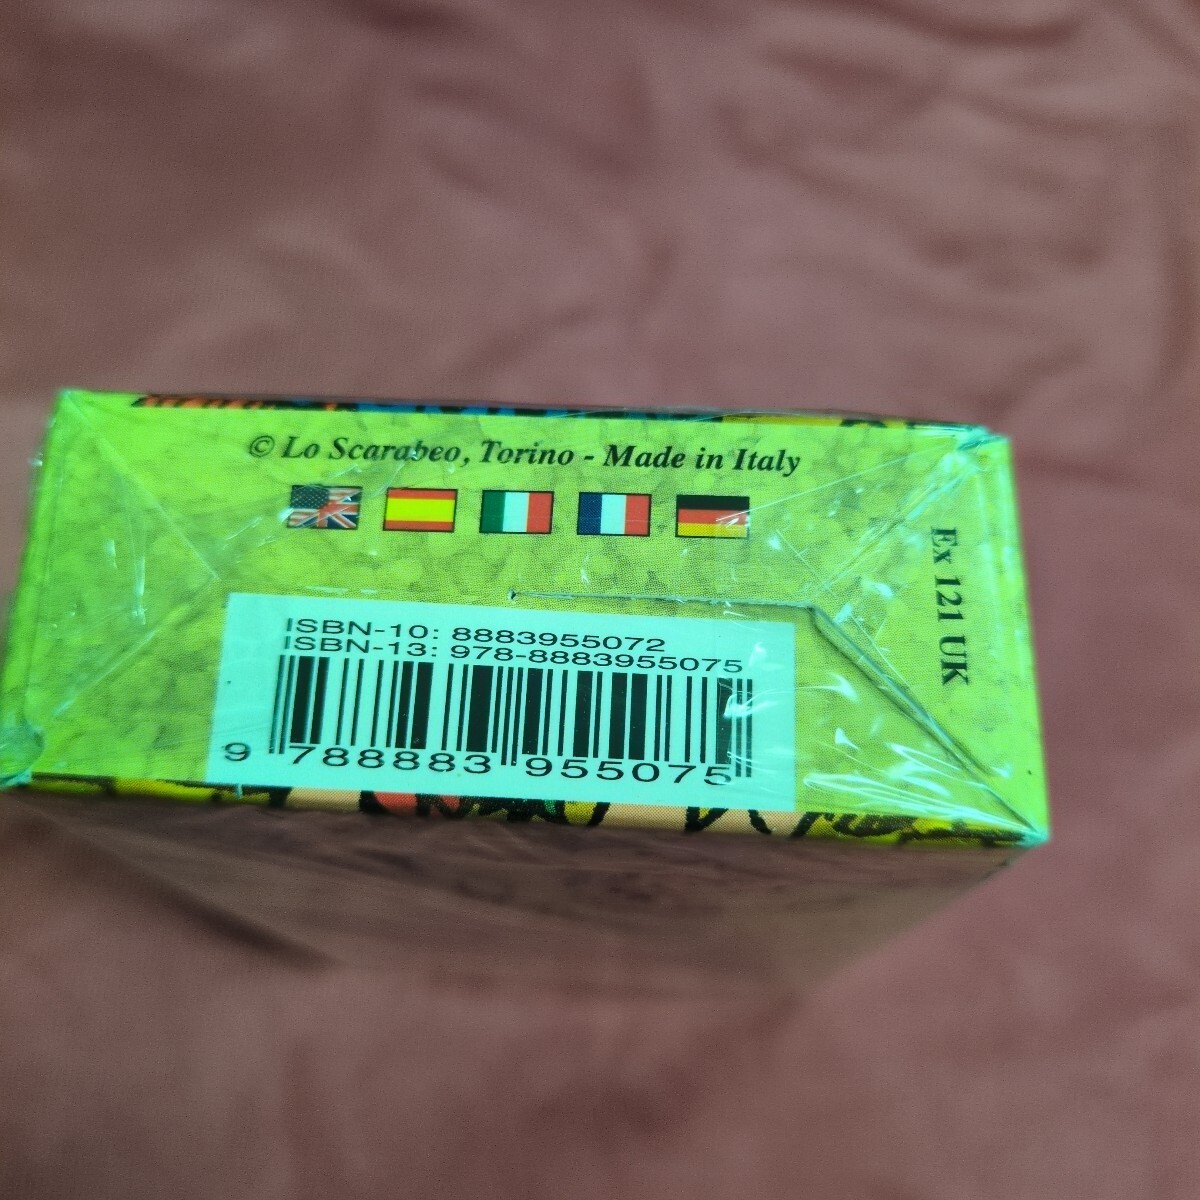 © Lo Scarabeo, Torino - Made in Italy
Ex 121 UK
ISBN-10: 8883955072
ISBN-13: 978-8883955075
9 788883 955075